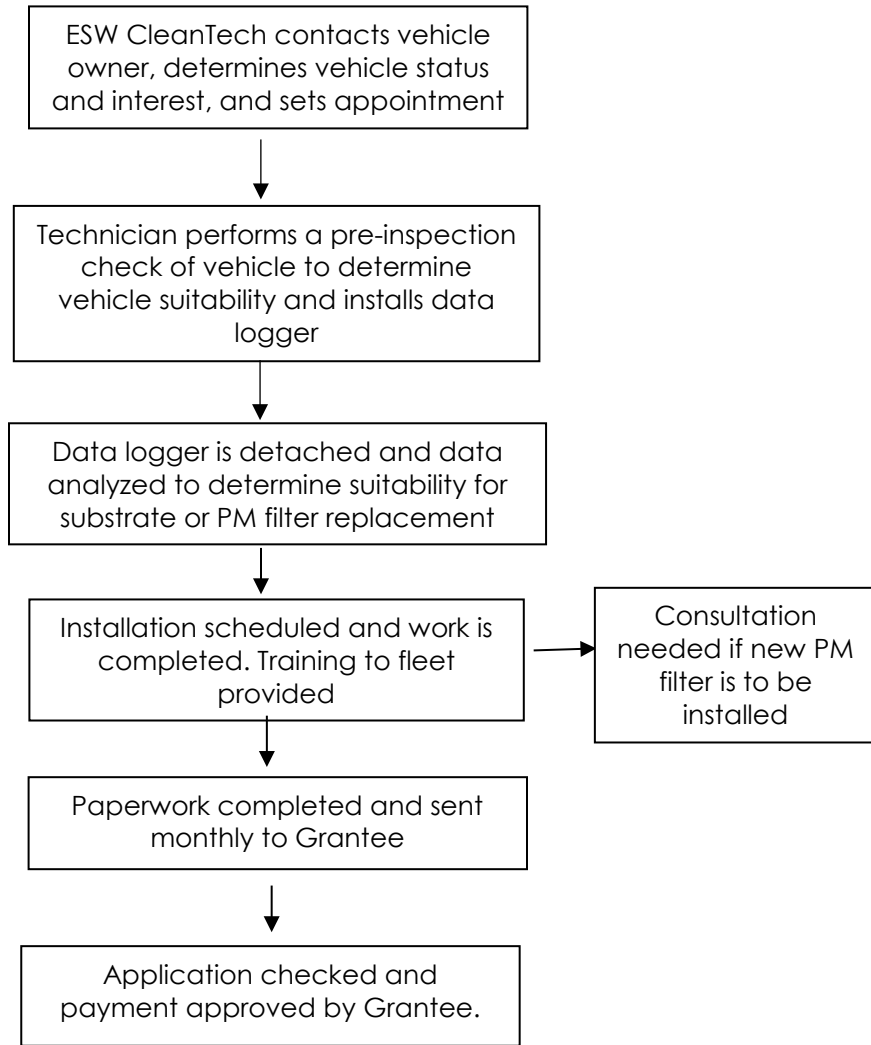 ESW CleanTech contacts vehicle
owner, determines vehicle status
and interest, and sets appointment
Technician performs a pre-inspection
check of vehicle to determine
vehicle suitability and installs data
logger
Data logger is detached and data
analyzed to determine suitability for
substrate or PM filter replacement
Installation scheduled and work is
completed. Training to fleet
provided
Consultation
needed if new PM
filter is to be
installed
Paperwork completed and sent
monthly to Grantee
Application checked and
payment approved by Grantee.